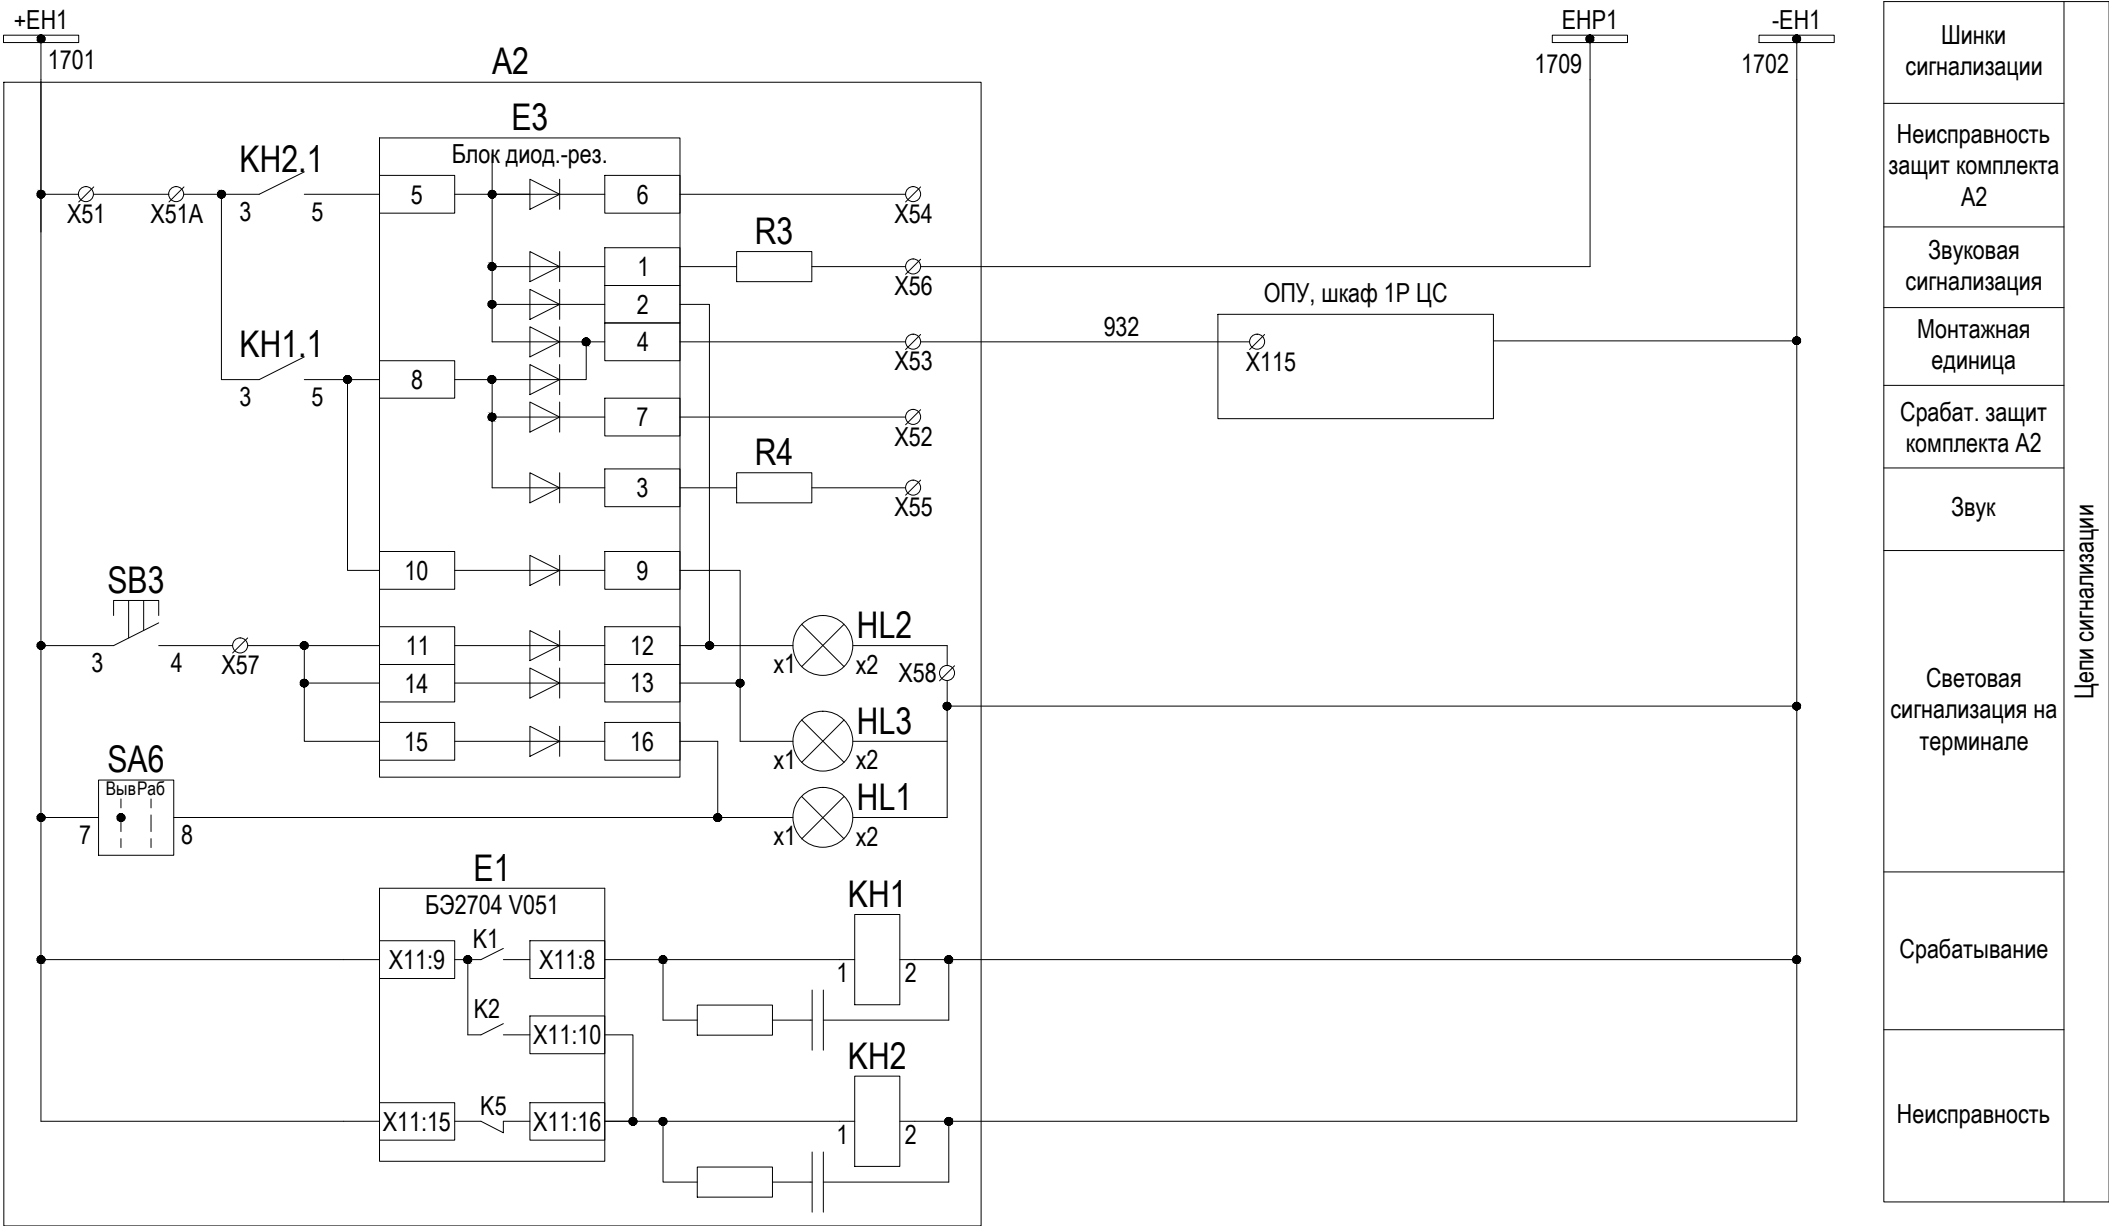 +EH1
1701
A2
EHP1
1709
-EH1
1702
E3
Блок диод.-рез.
KH2.1
X51
X51A
3
5
5
6
X54
1
R3
X56
2
4
X53
932
ОПУ, шкаф 1Р ЦС
X115
KH1.1
3
5
8
7
X52
3
R4
X55
10
9
SB3
3
4
X57
11
12
14
13
15
16
HL2
x1
x2
X58
HL3
x1
x2
SA6
Выв
Раб
7
8
HL1
x1
x2
E1
БЭ2704 V051
X11:9
K1
X11:8
K2
X11:10
X11:15
K5
X11:16
KH1
1
2
KH2
1
2
Шинки
сигнализации
Неисправность
защит комплекта
А2
Звуковая
сигнализация
Монтажная
единица
Срабат. защит
комплекта А2
Звук
Световая
сигнализация на
терминале
Срабатывание
Неисправность
Цепи сигнализации